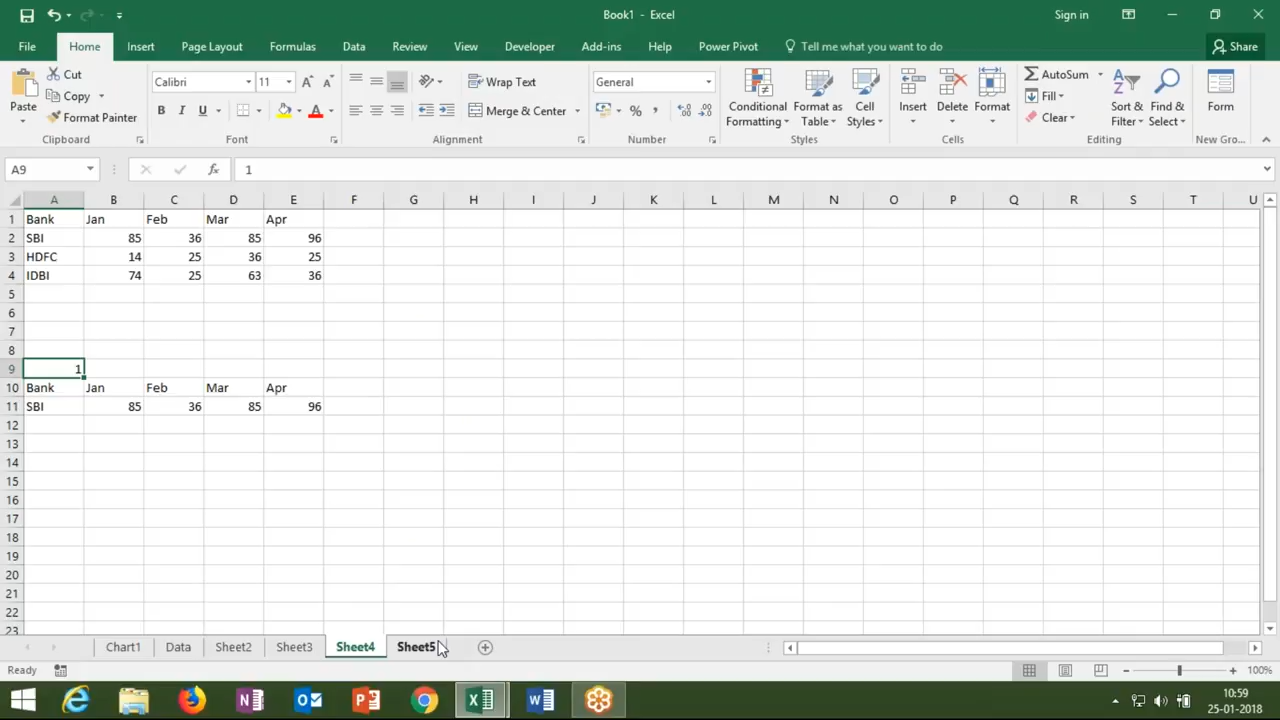 Book1 - Excel
Sign in
File Home Insert Page Layout Formulas Data Review View Developer Add-ins Help Power Pivot Tell me what you want to do Share
Paste
Cut
Copy
Format Painter
Clipboard
Calibri 11
B I U
Font
Wrap Text
Merge & Center
Alignment
General
Number
Conditional Formatting
Format as Table
Cell Styles
Styles
Insert
Delete
Format
Cells
AutoSum
Fill
Clear
Sort & Filter
Find & Select
Editing
Form
New Gro...
A9 fx 1
A B C D E F G H I J K L M N O P Q R S T U
1 Bank Jan Feb Mar Apr
2 SBI 85 36 85 96
3 HDFC 14 25 36 25
4 IDBI 74 25 63 36
5
6
7
8
9 1
10 Bank Jan Feb Mar Apr
11 SBI 85 36 85 96
12
13
14
15
16
17
18
19
20
21
22
23
Chart1 Data Sheet2 Sheet3 Sheet4 Sheet5
Ready 100%
10:59
25-01-2018